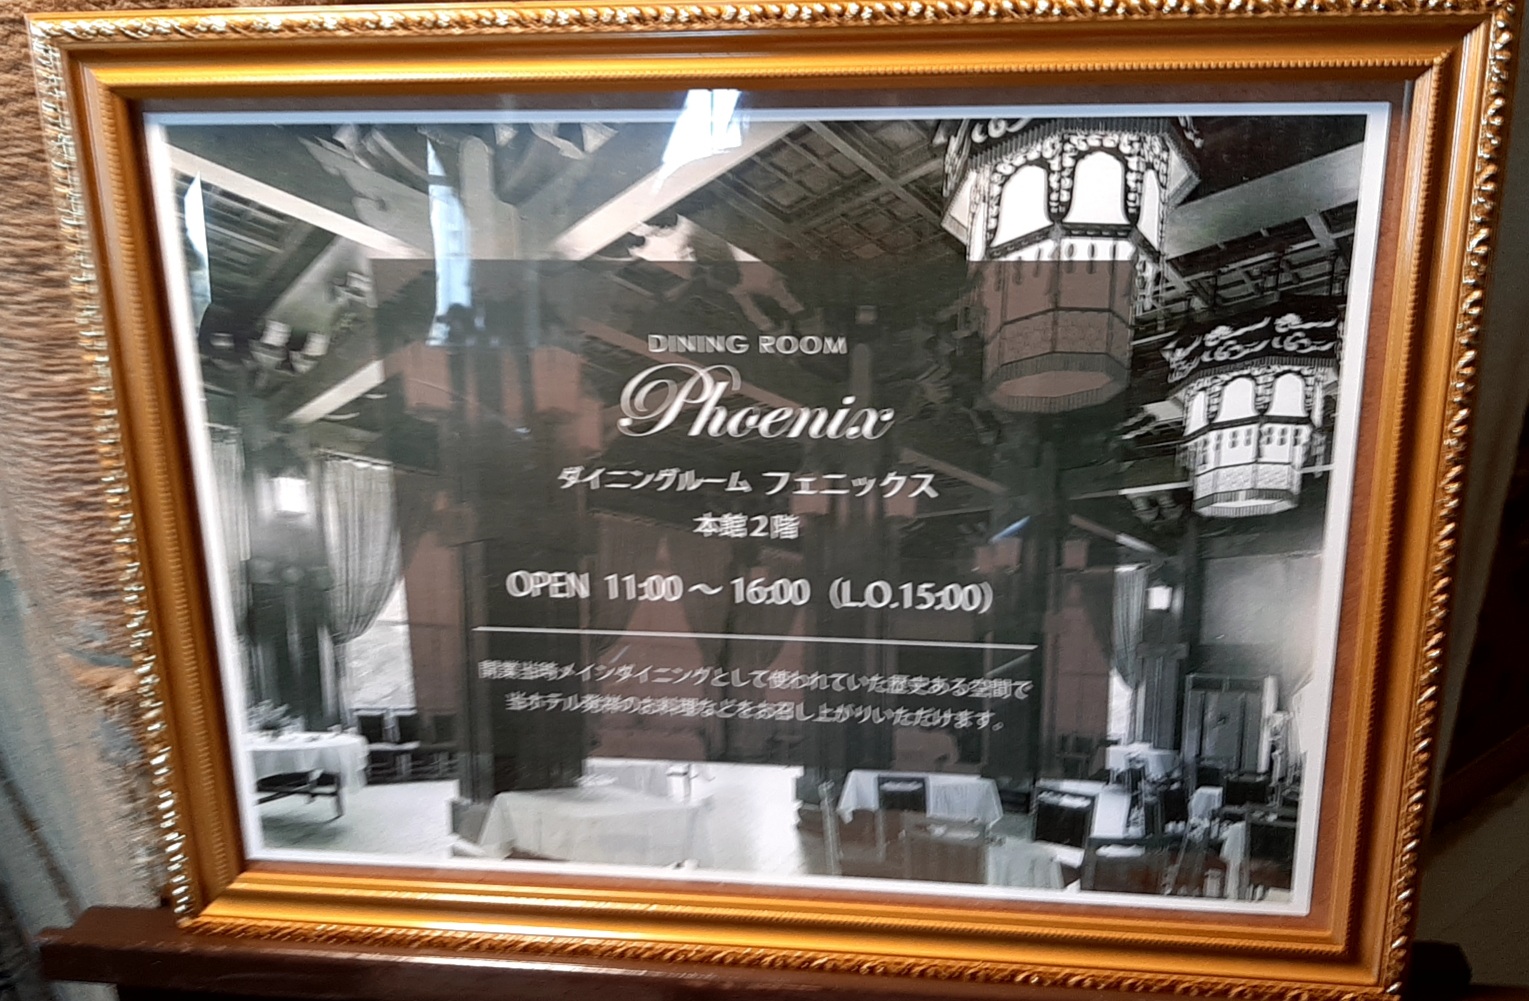 DINING ROOM
Phoenix
ダイニングルーム フェニックス
本館2階
OPEN 11:00～16:00（L.O.15:00）
開業当時メインダイニングとして使われていた歴史ある空間で
当ホテル発祥のお料理などをお召し上がりいただけます。